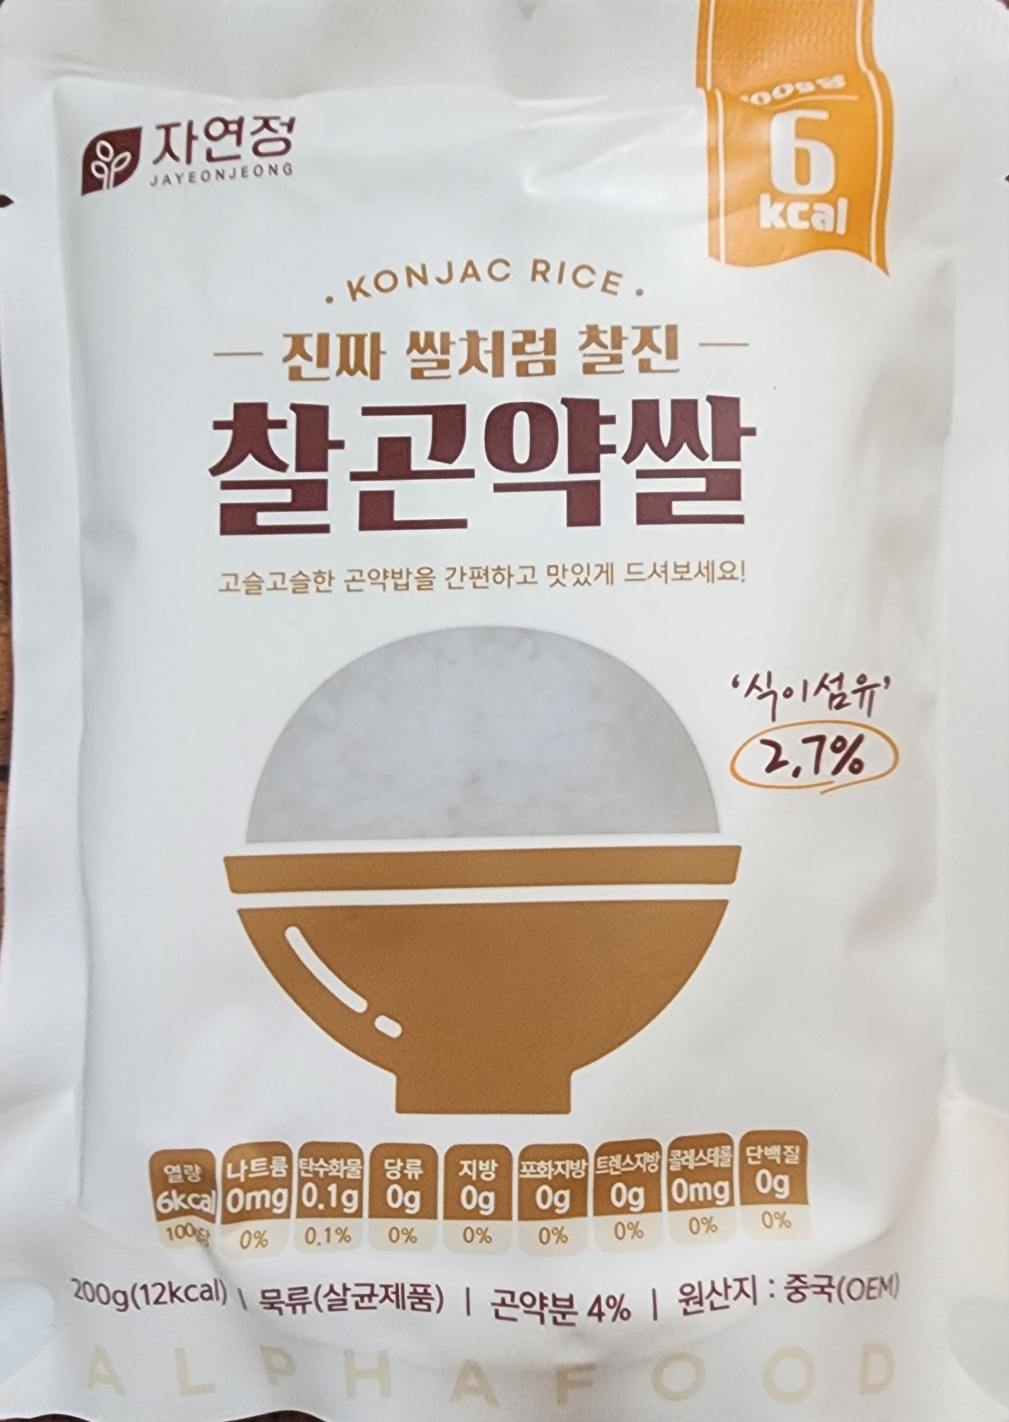 자연정
JAYEONJEONG
100g당
6
kcal
· KONJAC RICE ·
진짜 쌀처럼 찰진
찰곤약쌀
고슬고슬한 곤약밥을 간편하고 맛있게 드셔보세요!
'식이섬유'
2.7%
열량 나트륨 탄수화물 당류 지방 포화지방 트랜스지방 콜레스테롤 단백질
6kcal 0mg 0.1g 0g 0g 0g 0g 0mg 0g
100g당 0% 0.1% 0% 0% 0% 0% 0% 0%
200g(12kcal) | 묵류(살균제품) | 곤약분 4% | 원산지 : 중국(OEM)
ALPHAFOOD